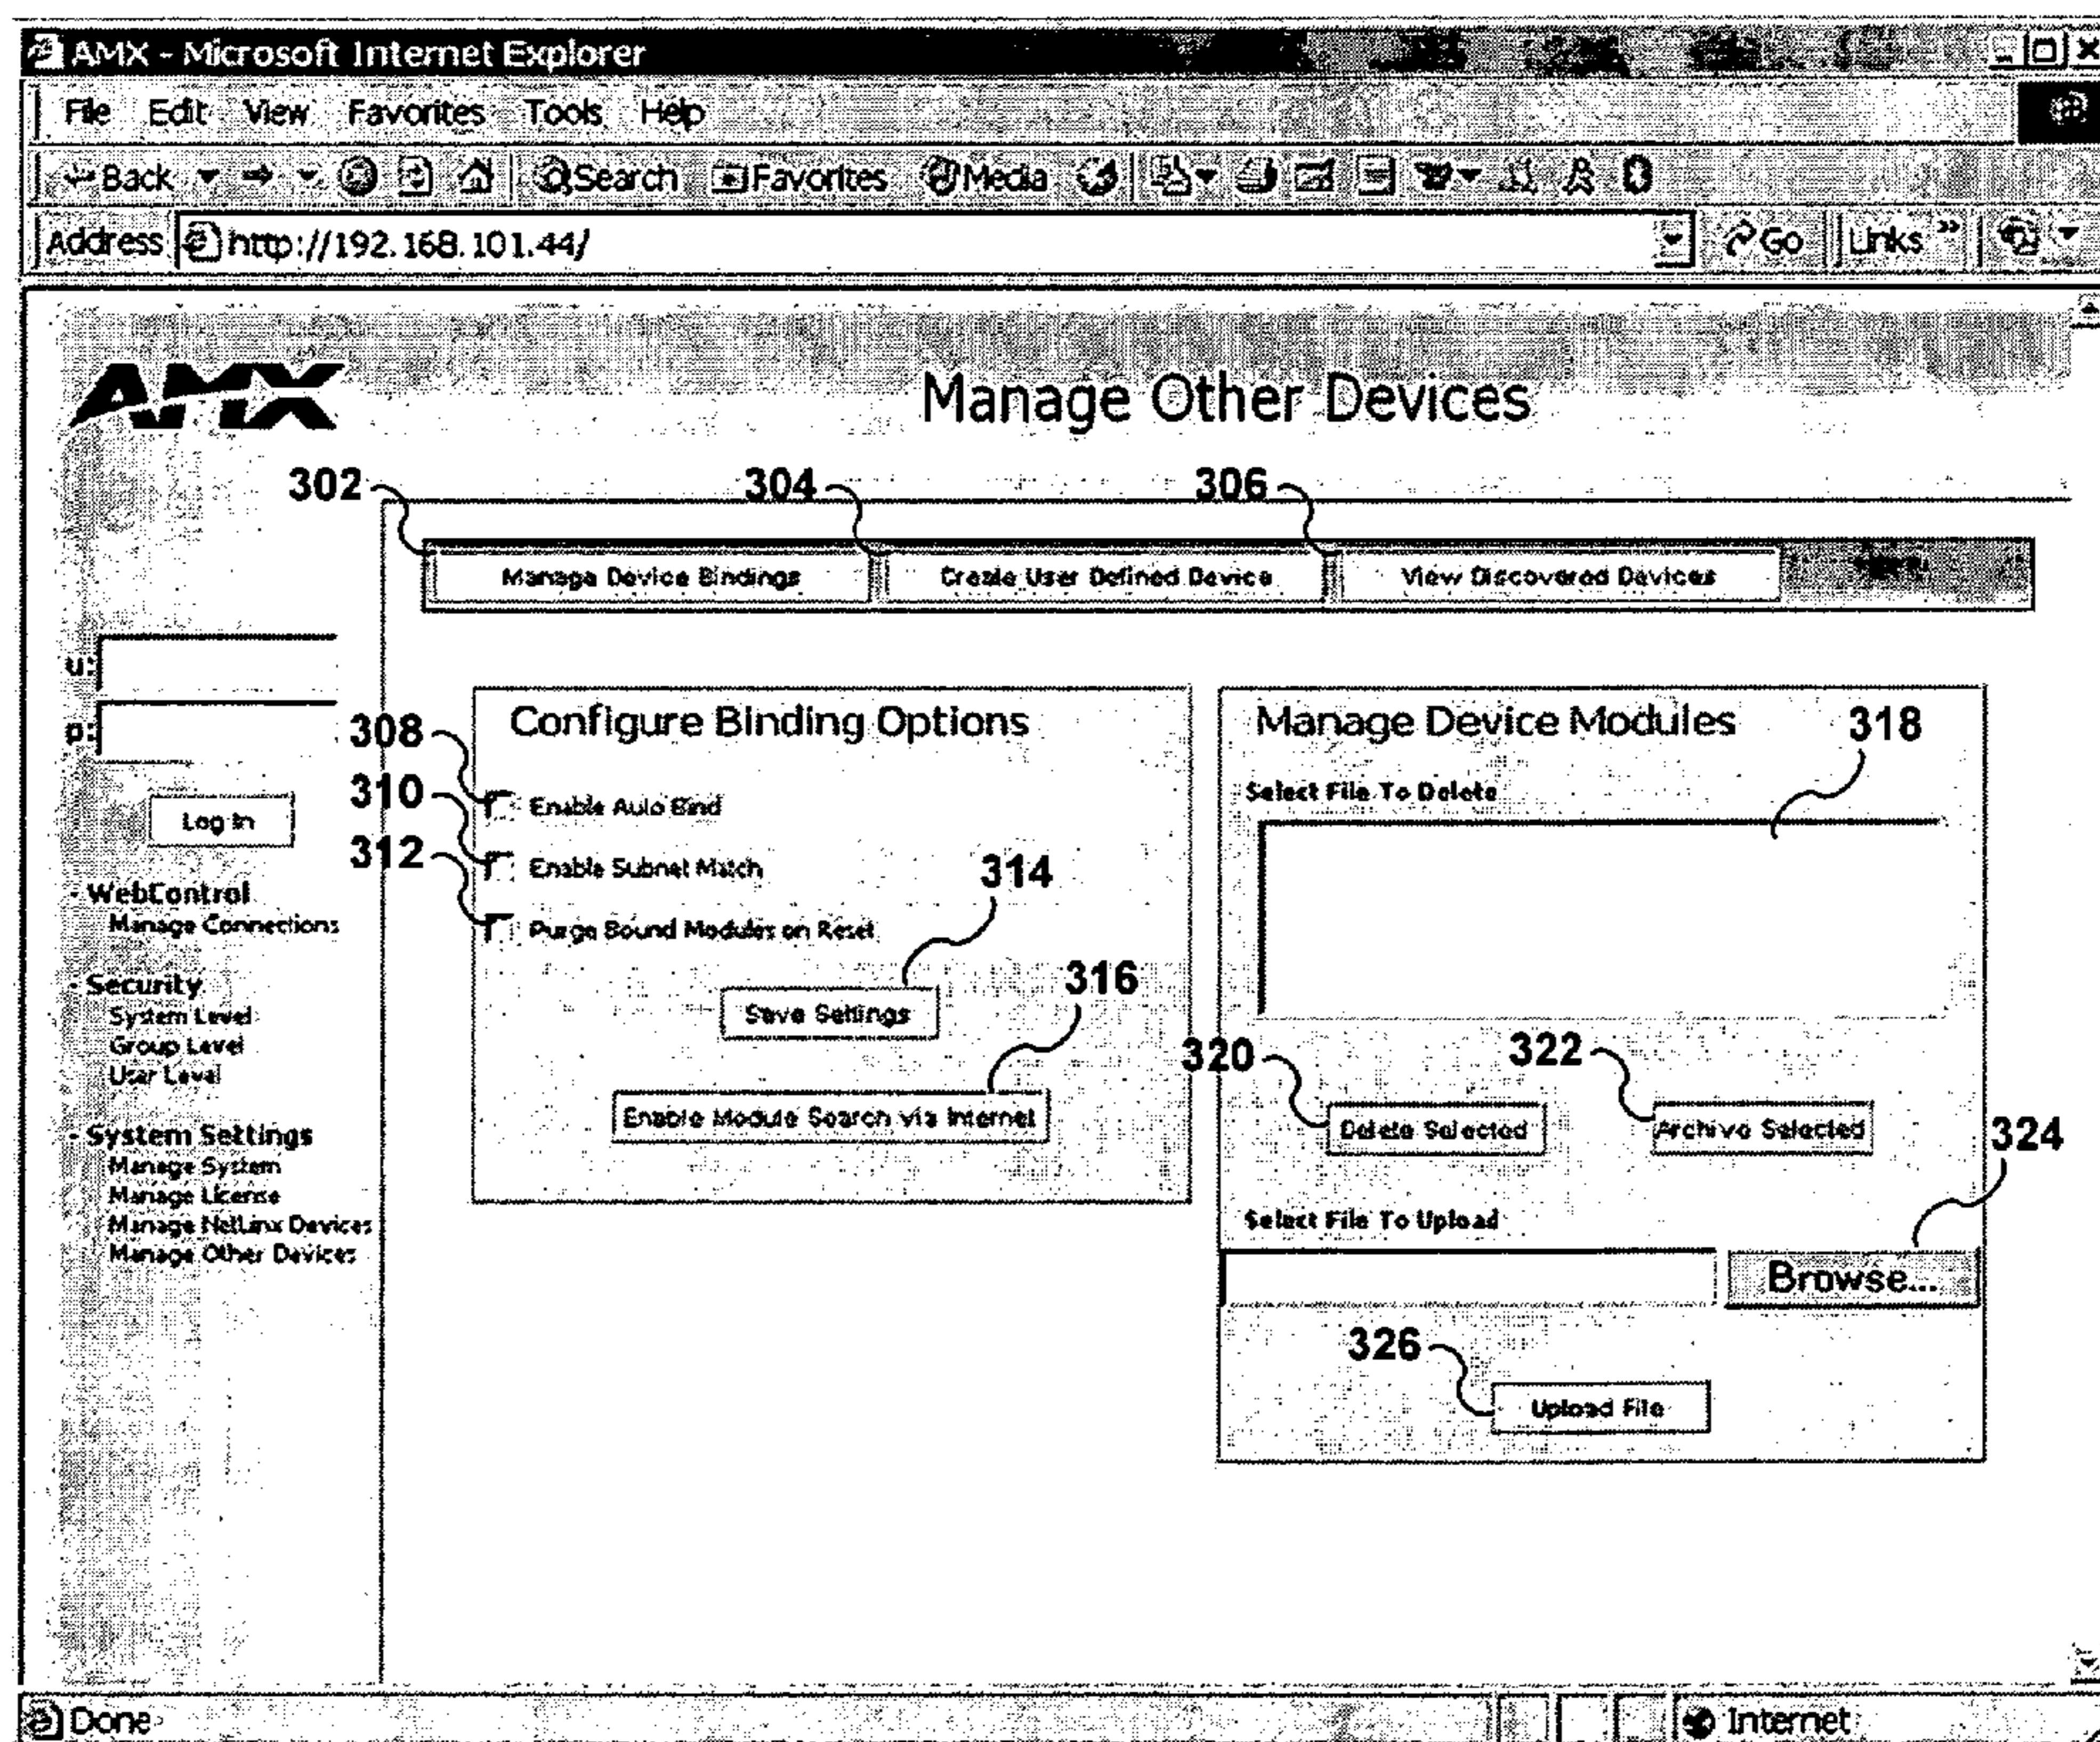 AMX - Microsoft Internet Explorer
File Edit View Favorites Tools Help
Back Search Favorites Media
Address http://192.168.101.44/ Go Links »
AMX
Manage Other Devices
302 304 306
Manage Device Bindings Create User Defined Device View Discovered Devices
u:
p:
Log In
- WebControl
Manage Connections
- Security
System Level
Group Level
User Level
- System Settings
Manage System
Manage License
Manage NetLinx Devices
Manage Other Devices
Configure Binding Options
308
Enable Auto Bind
310
Enable Subnet Match
312
Purge Bound Modules on Reset
314
Save Settings
316
Enable Module Search via Internet
Manage Device Modules
318
Select File To Delete
320 322
Delete Selected Archive Selected
324
Select File To Upload
Browse...
326
Upload File
Done Internet